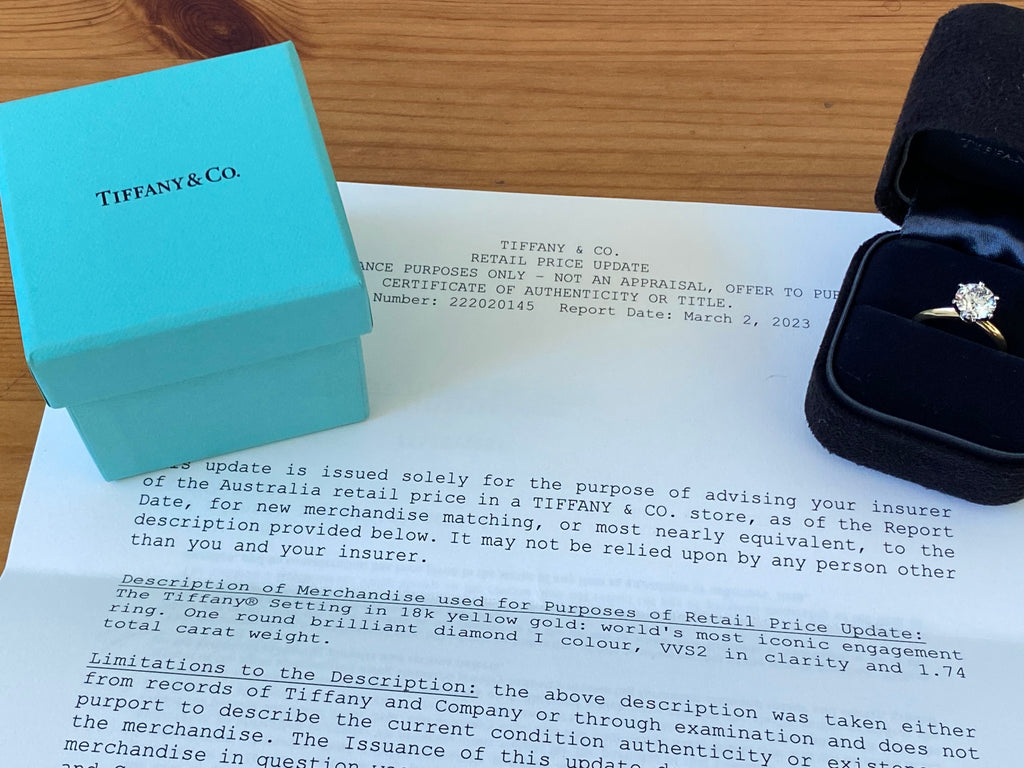 TIFFANY & CO.
TIFFANY & CO.
RETAIL PRICE UPDATE
PURPOSES ONLY - NOT AN APPRAISAL, OFFER TO
CERTIFICATE OF AUTHENTICITY OR TITLE.
Number: 222020145 Report Date: March 2, 2023
update is issued solely for the purpose of advising your insurer
of the Australia retail price in a TIFFANY & CO. store, as of the Report
Date, for new merchandise matching, or most nearly equivalent, to the
description provided below. It may not be relied upon by any person other
than you and your insurer.
Description of Merchandise used for Purposes of Retail Price Update:
The Tiffany® Setting in 18k yellow gold: world's most iconic engagement
ring. One round brilliant diamond I colour, VVS2 in clarity and 1.74
total carat weight.
Limitations to the Description: the above description was taken either
from records of Tiffany and Company or through examination and does not
purport to describe the current condition authenticity or
the merchandise. The Issuance of this update
merchandise in question